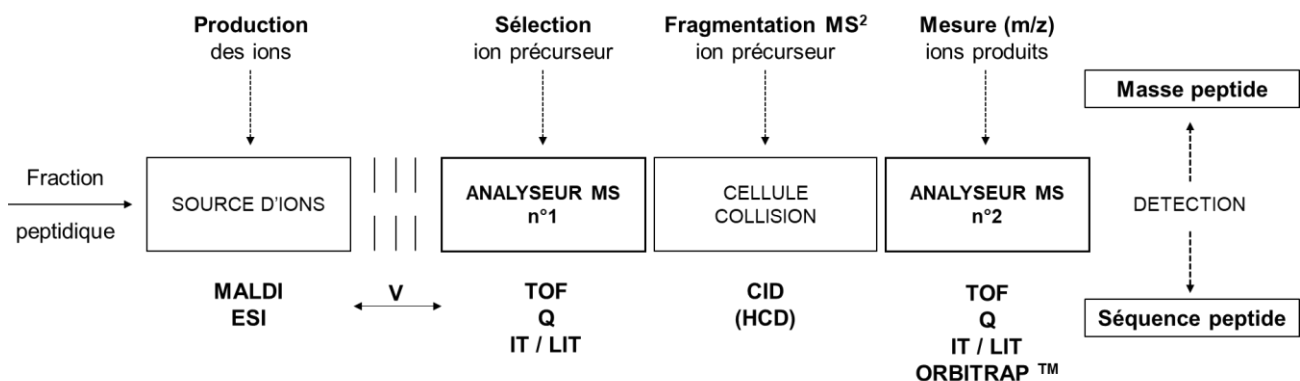 Production
des ions
Sélection
ion précurseur
Fragmentation MS²
ion précurseur
Mesure (m/z)
ions produits
Masse peptide
Fraction
peptidique
SOURCE D'IONS
ANALYSEUR MS
n°1
CELLULE
COLLISION
ANALYSEUR MS
n°2
DETECTION
MALDI
ESI
V
TOF
Q
IT / LIT
CID
(HCD)
TOF
Q
IT / LIT
ORBITRAP ™
Séquence peptide